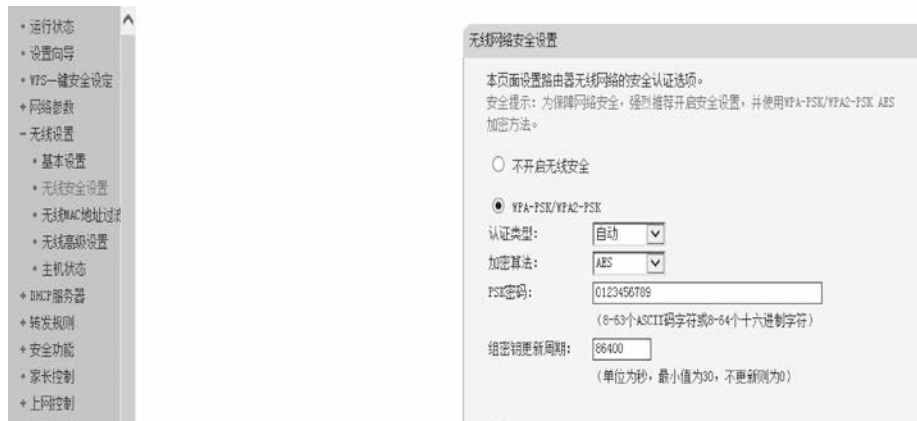 运行状态
设置向导
WPS一键安全设定
网络参数
无线设置
基本设置
无线安全设置
无线MAC地址过滤
无线高级设置
主机状态
DHCP服务器
转发规则
安全功能
家长控制
上网控制
无线网络安全设置
本页面设置路由器无线网络的安全认证选项。
安全提示：为保障网络安全，强烈推荐开启安全设置，并使用WPA-PSK/WPA2-PSK AES
加密方法。
不开启无线安全
WPA-PSK/WPA2-PSK
认证类型： 自动
加密算法： AES
PSK密码： 0123456789
（8-63个ASCII码字符或8-64个十六进制字符）
组密钥更新周期： 86400
（单位为秒，最小值为30，不更新则为0）